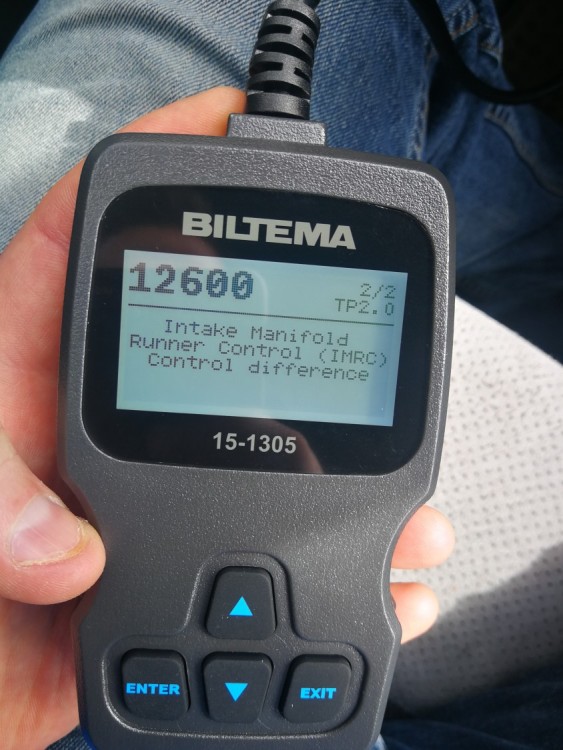 BILTEMA
12600
2/2
TP2.0
Intake Manifold
Runner Control (IMRC)
Control difference
15-1305
ENTER
EXIT